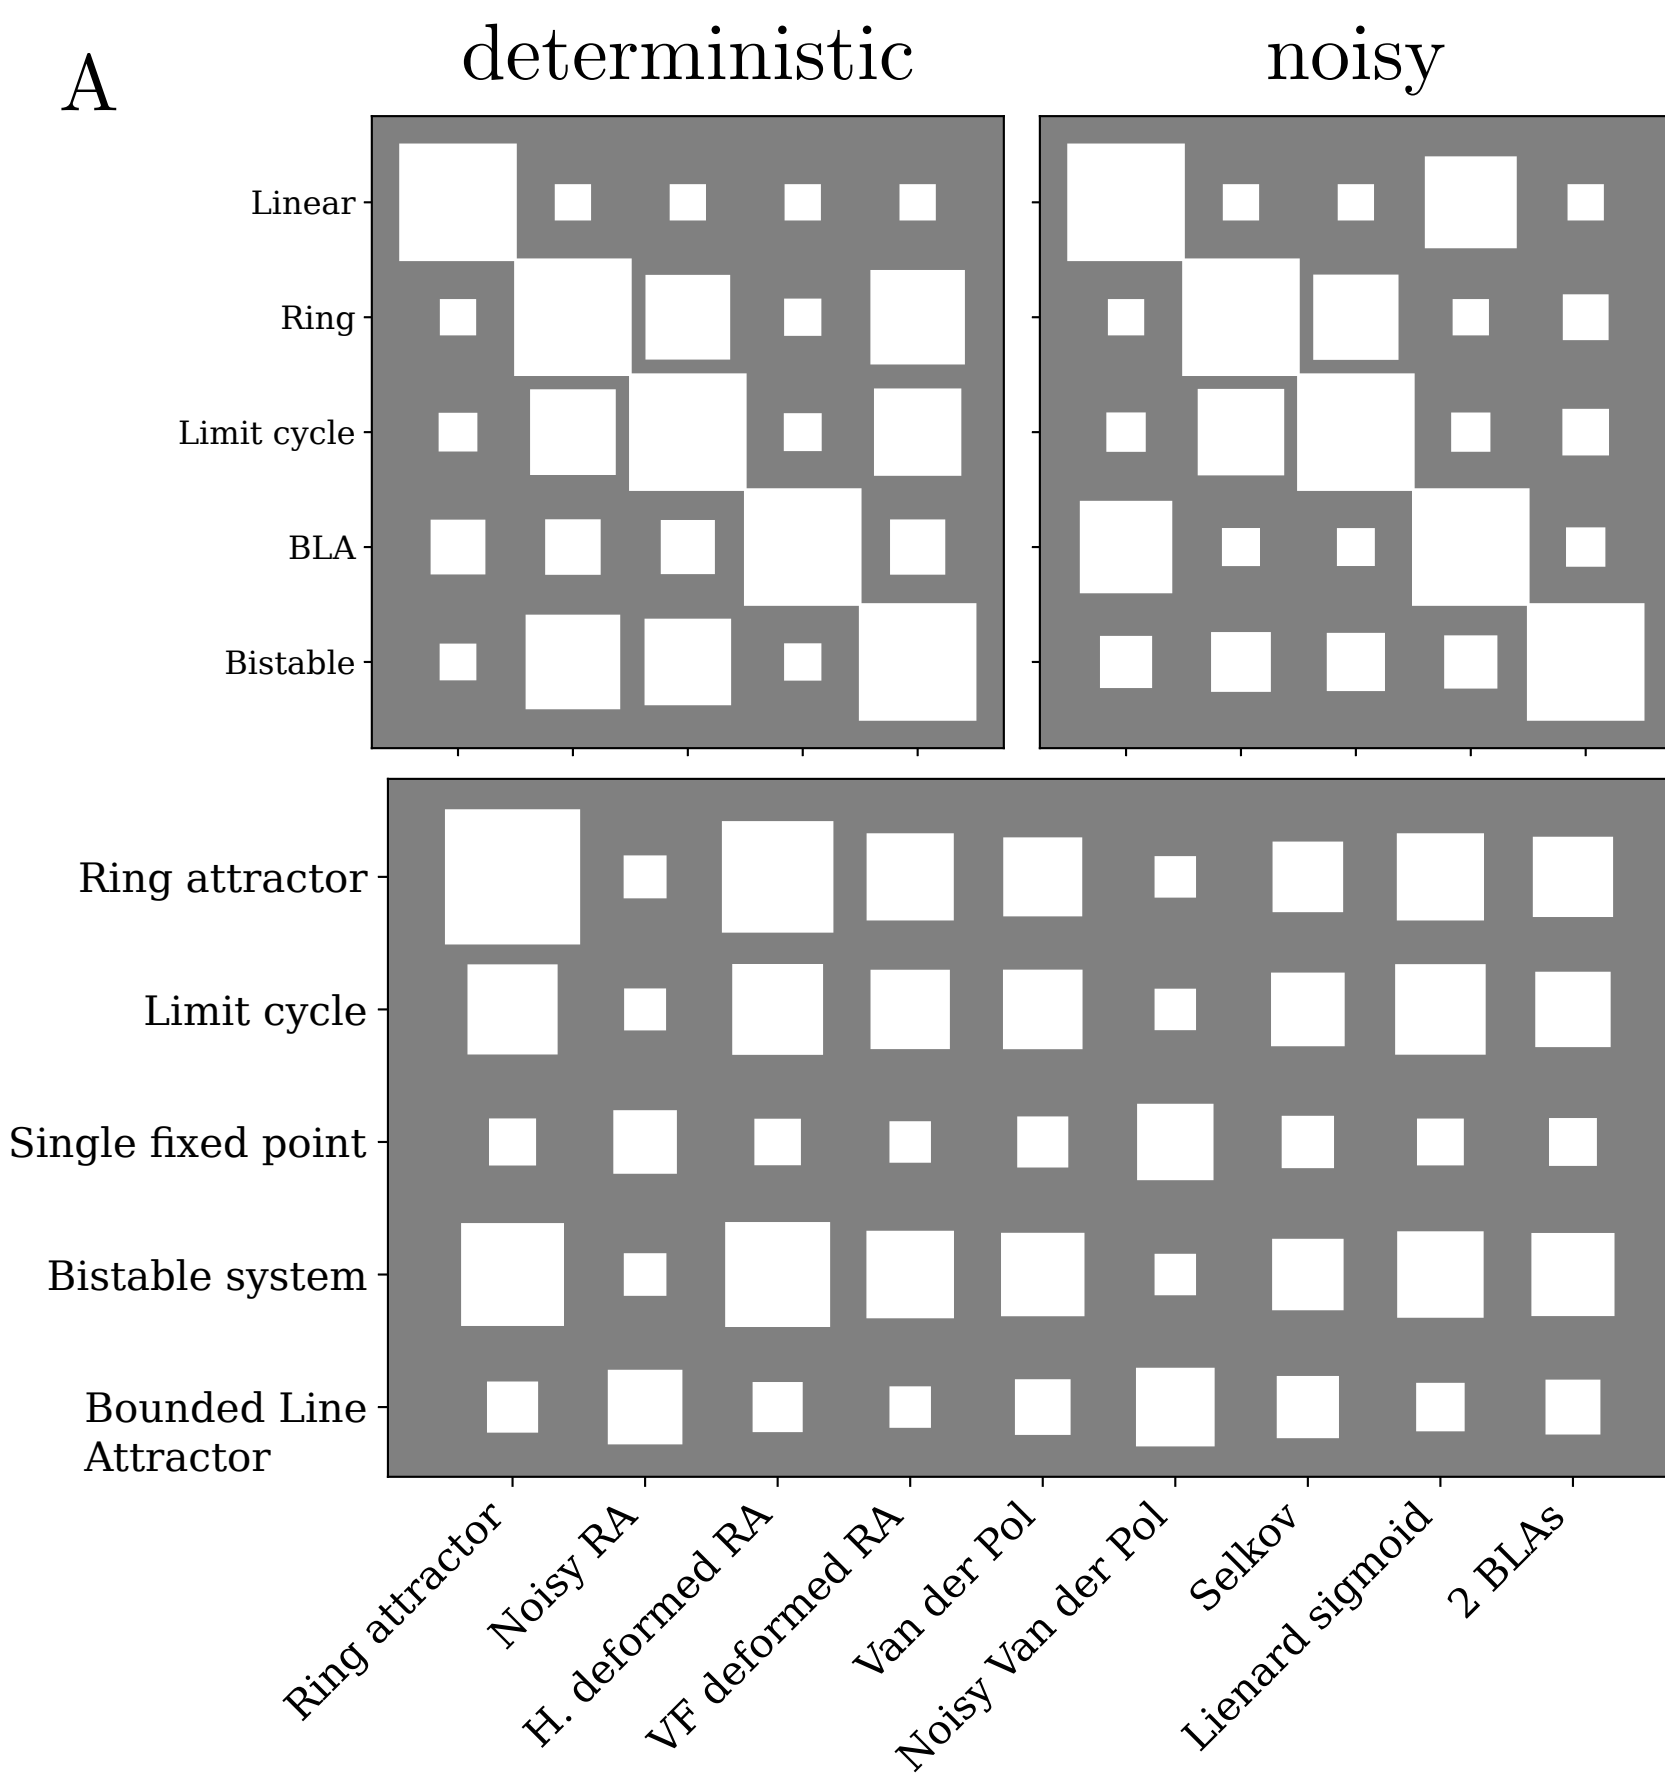 A
deterministic
noisy
Linear
Ring
Limit cycle
BLA
Bistable
Ring attractor
Limit cycle
Single fixed point
Bistable system
Bounded Line
Attractor
Ring attractor
Noisy RA
H. deformed RA
VF deformed RA
Van der Pol
Noisy Van der Pol
Selkov
Lienard sigmoid
2 BLAs